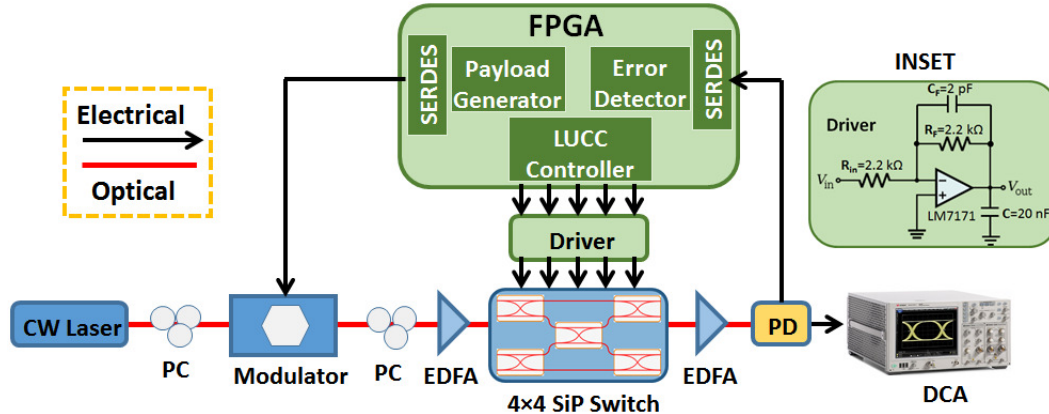 FPGA
SERDES
Payload
Generator
Error
Detector
SERDES
LUCC
Controller
Electrical
Optical
INSET
C_F=2 pF
Driver
R_F=2.2 kΩ
R_in=2.2 kΩ
V_in
−
+
V_out
LM7171
C=20 nF
Driver
CW Laser
PC
Modulator
PC
EDFA
4×4 SiP Switch
EDFA
PD
DCA